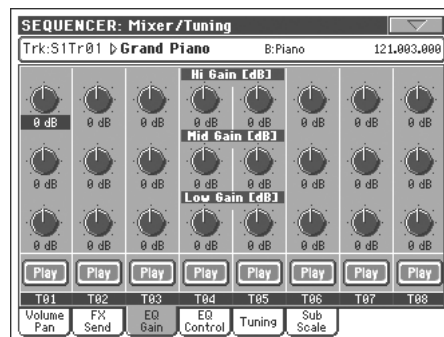 SEQUENCER: Mixer/Tuning
Trk:S1Tr01 ▷Grand Piano B:Piano 121.003.000
Hi Gain [dB]
0 dB 0 dB 0 dB 0 dB 0 dB 0 dB 0 dB 0 dB
Mid Gain [dB]
0 dB 0 dB 0 dB 0 dB 0 dB 0 dB 0 dB 0 dB
Low Gain [dB]
0 dB 0 dB 0 dB 0 dB 0 dB 0 dB 0 dB 0 dB
Play Play Play Play Play Play Play Play
T01 T02 T03 T04 T05 T06 T07 T08
Volume Pan FX Send EQ Gain EQ Control Tuning Sub Scale